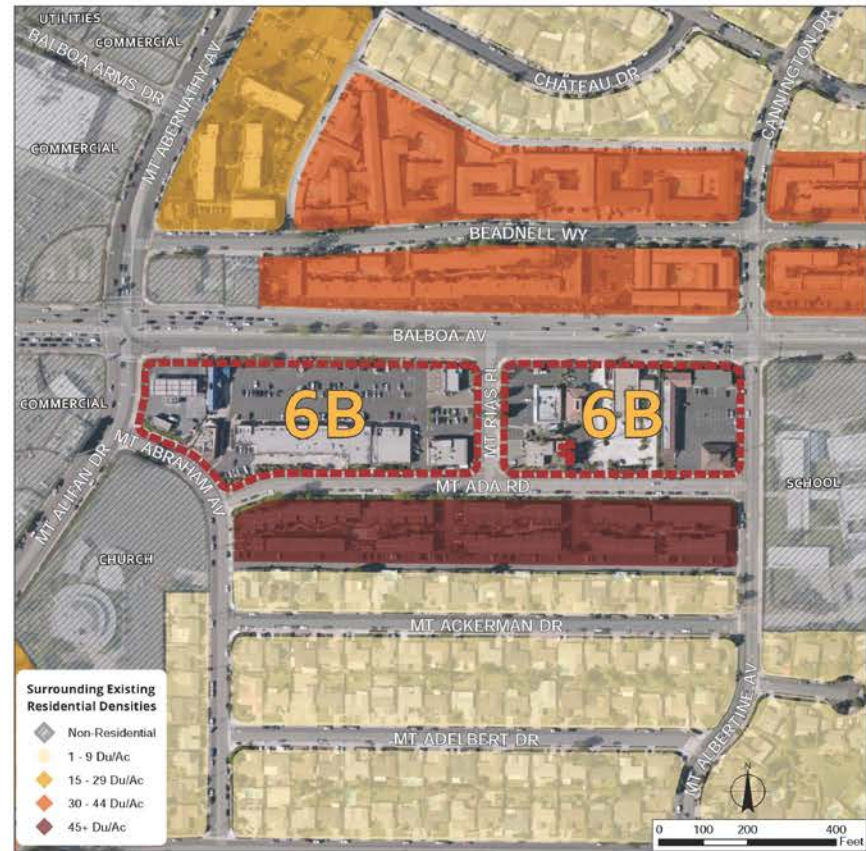 UTILITIES
COMMERCIAL
BALBOA ARMS DR
MT ABERNATHY AV
CHATEAU DR
CANNINGTON DR
COMMERCIAL
BEADNELL WY
BALBOA AV
COMMERCIAL
6B
MT RIAS PL
6B
MT ALIFAN DR
MT ABRAHAM AV
MT ADA RD
SCHOOL
CHURCH
MT ACKERMAN DR
MT ADELBERT DR
MT ALBERTINE AV
Surrounding Existing
Residential Densities
Non-Residential
1 - 9 Du/Ac
15 - 29 Du/Ac
30 - 44 Du/Ac
45+ Du/Ac
N
0 100 200 400
Feet